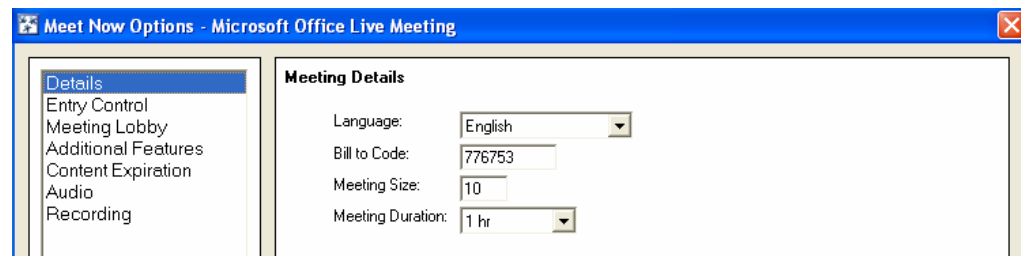 Meet Now Options - Microsoft Office Live Meeting
Details
Entry Control
Meeting Lobby
Additional Features
Content Expiration
Audio
Recording
Meeting Details
Language: English
Bill to Code: 776753
Meeting Size: 10
Meeting Duration: 1 hr